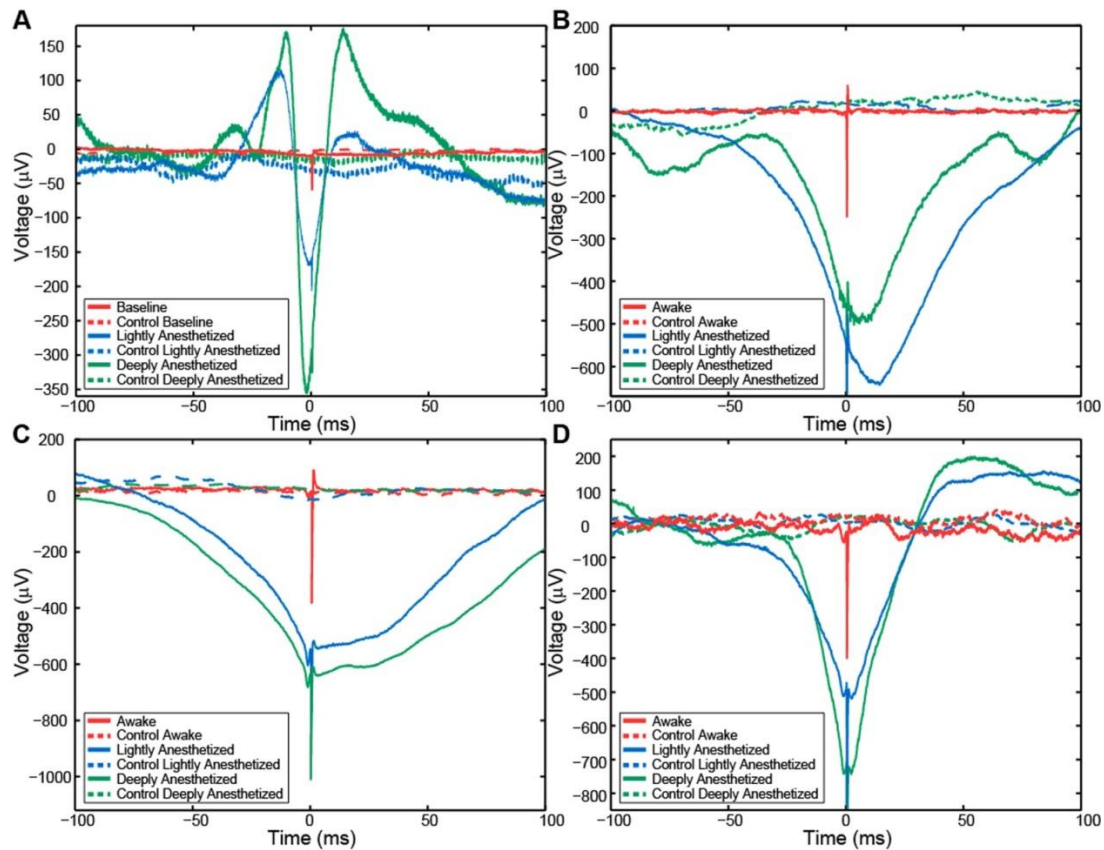 A
Voltage (µV)
150
100
50
0
−50
−100
−150
−200
−250
−300
−350
Baseline
Control Baseline
Lightly Anesthetized
Control Lightly Anesthetized
Deeply Anesthetized
Control Deeply Anesthetized
−100 −50 0 50 100
Time (ms)
B
Voltage (µV)
200
100
0
−100
−200
−300
−400
−500
−600
Awake
Control Awake
Lightly Anesthetized
Control Lightly Anesthetized
Deeply Anesthetized
Control Deeply Anesthetized
−100 −50 0 50 100
Time (ms)
C
Voltage (µV)
200
0
−200
−400
−600
−800
−1000
Awake
Control Awake
Lightly Anesthetized
Control Lightly Anesthetized
Deeply Anesthetized
Control Deeply Anesthetized
−100 −50 0 50 100
Time (ms)
D
Voltage (µV)
200
100
0
−100
−200
−300
−400
−500
−600
−700
−800
Awake
Control Awake
Lightly Anesthetized
Control Lightly Anesthetized
Deeply Anesthetized
Control Deeply Anesthetized
−100 −50 0 50 100
Time (ms)